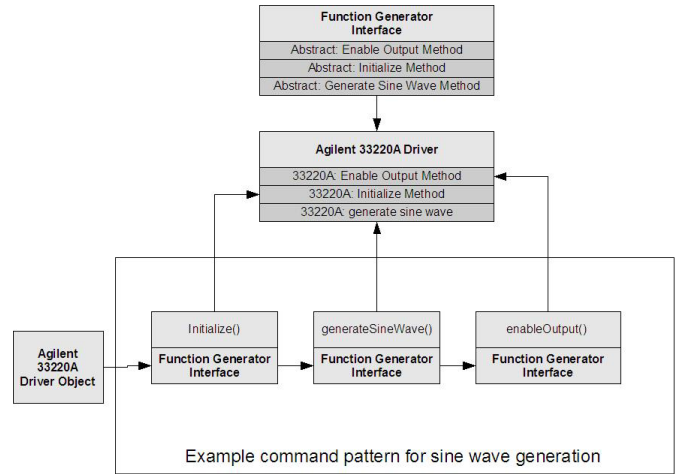 Function Generator
Interface
Abstract: Enable Output Method
Abstract: Initialize Method
Abstract: Generate Sine Wave Method
Agilent 33220A Driver
33220A: Enable Output Method
33220A: Initialize Method
33220A: generate sine wave
Initialize()
Function Generator
Interface
generateSineWave()
Function Generator
Interface
enableOutput()
Function Generator
Interface
Agilent
33220A
Driver Object
Example command pattern for sine wave generation